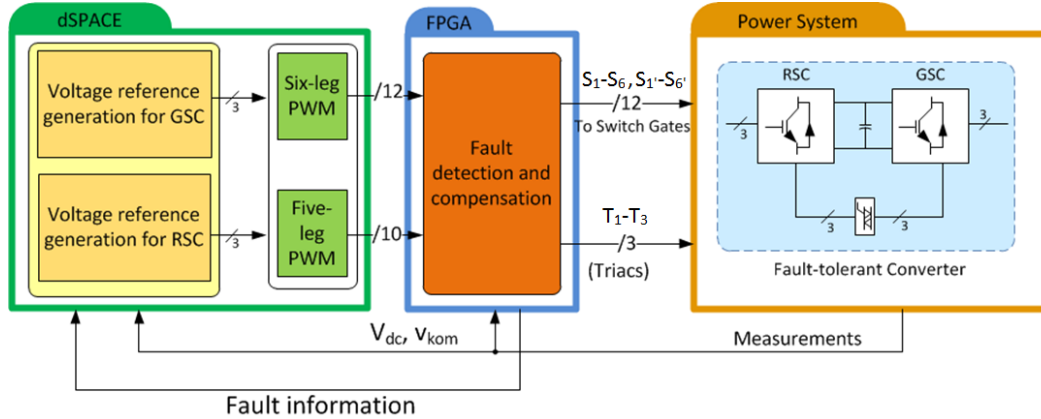 dSPACE
FPGA
Power System
Voltage reference
generation for GSC
3
Six-leg
PWM
12
Voltage reference
generation for RSC
3
Five-
leg
PWM
10
Fault
detection and
compensation
S₁-S₆, S₁'-S₆'
12
To Switch Gates
T₁-T₃
3
(Triacs)
RSC
GSC
3
3
3
3
Fault-tolerant Converter
V_dc, v_kom
Measurements
Fault information